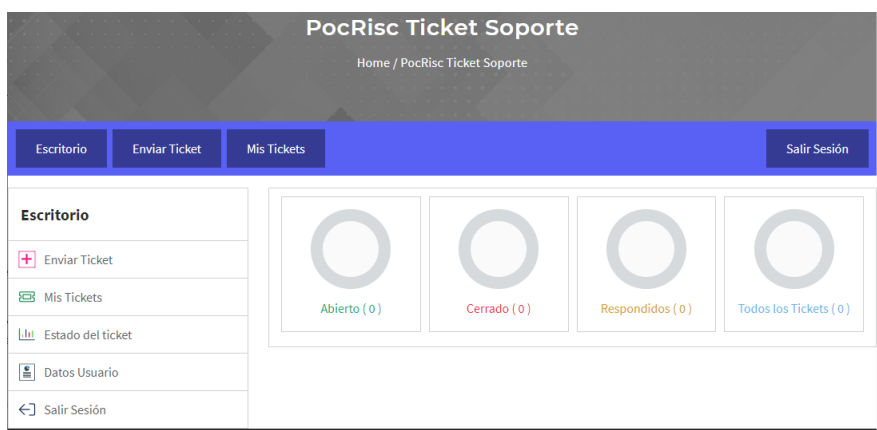 PocRisc Ticket Soporte
Home / PocRisc Ticket Soporte
Escritorio Enviar Ticket Mis Tickets Salir Sesión
Escritorio
Enviar Ticket
Mis Tickets
Estado del ticket
Datos Usuario
Salir Sesión
Abierto ( 0 ) Cerrado ( 0 ) Respondidos ( 0 ) Todos los Tickets ( 0 )